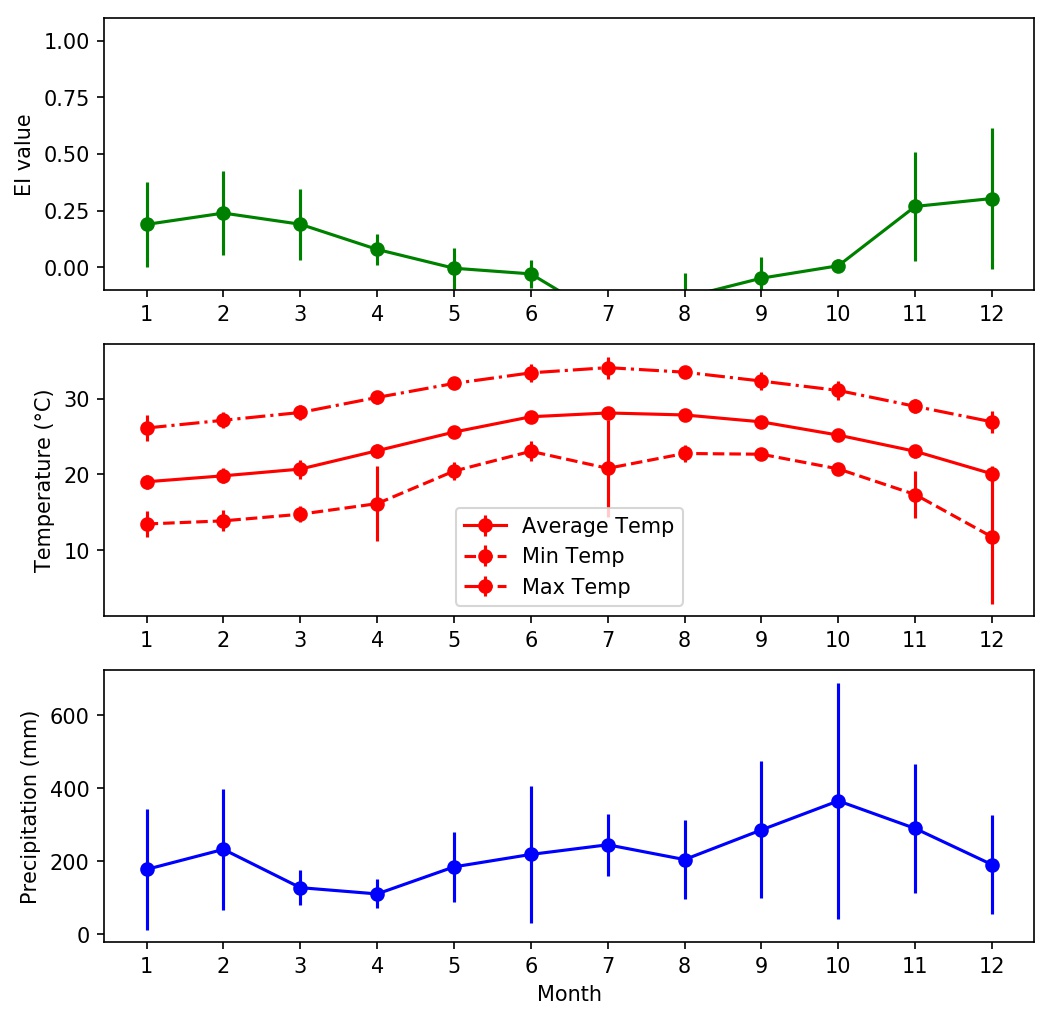 EI value
1.00
0.75
0.50
0.25
0.00
1 2 3 4 5 6 7 8 9 10 11 12
Temperature (°C)
30
20
10
Average Temp
Min Temp
Max Temp
1 2 3 4 5 6 7 8 9 10 11 12
Precipitation (mm)
600
400
200
0
1 2 3 4 5 6 7 8 9 10 11 12
Month